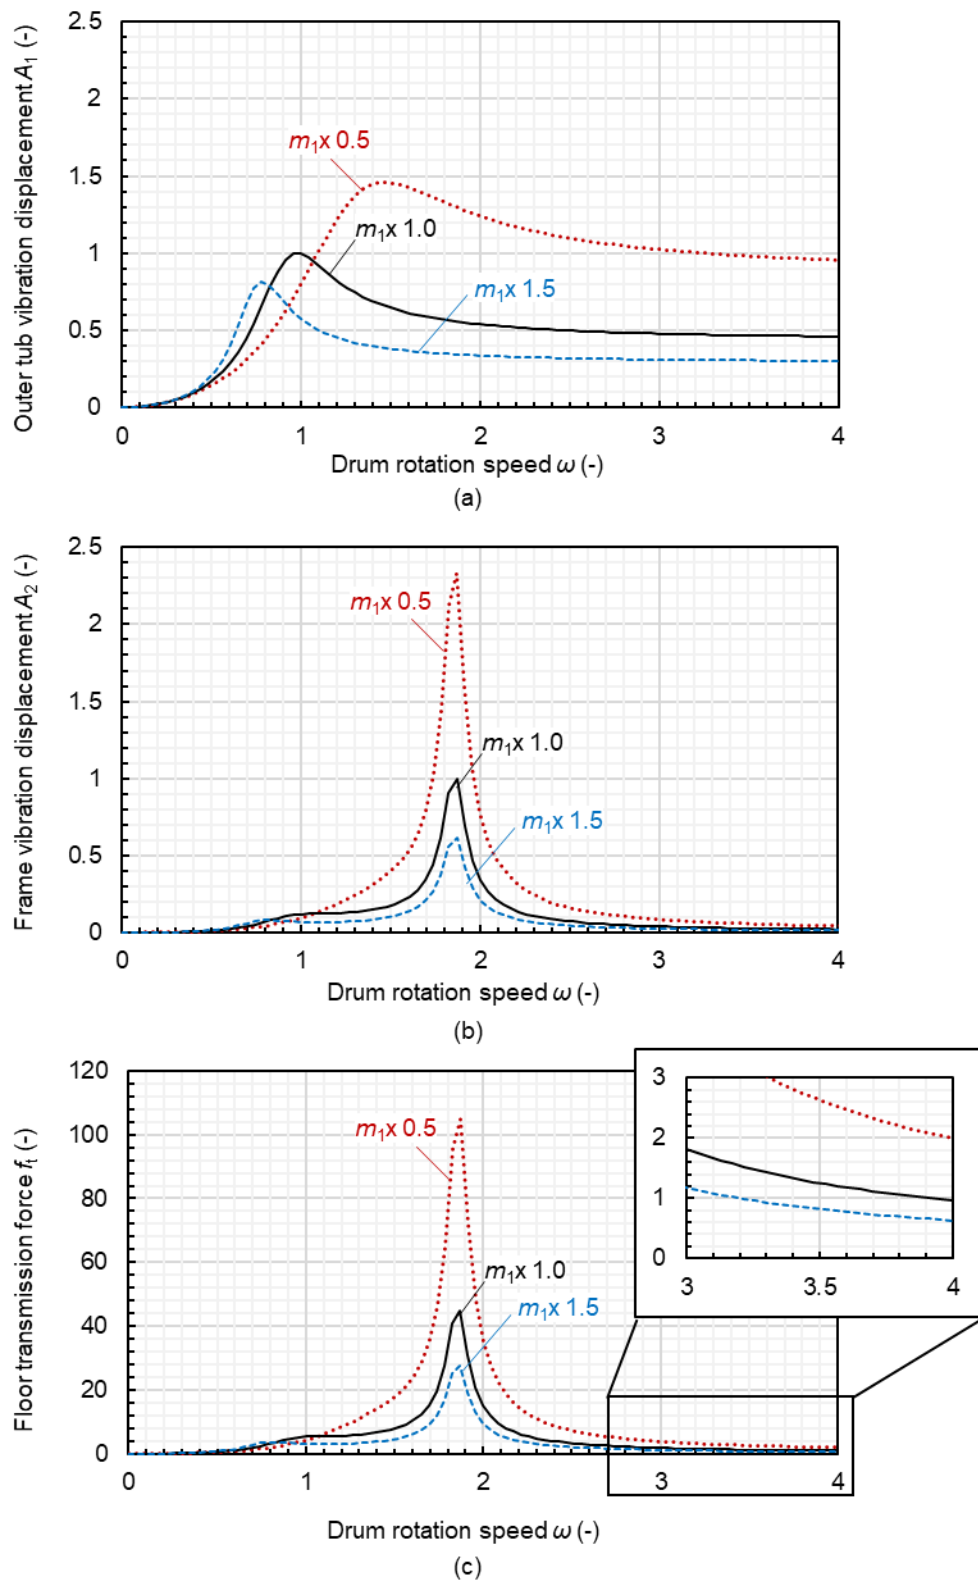 Outer tub vibration displacement A₁ (-)
2.5
2
1.5
1
0.5
0
m₁x 0.5
m₁x 1.0
m₁x 1.5
0 1 2 3 4
Drum rotation speed ω (-)
(a)
Frame vibration displacement A₂ (-)
2.5
2
1.5
1
0.5
0
m₁x 0.5
m₁x 1.0
m₁x 1.5
0 1 2 3 4
Drum rotation speed ω (-)
(b)
Floor transmission force fₜ (-)
120
100
80
60
40
20
0
m₁x 0.5
m₁x 1.0
m₁x 1.5
3
2
1
0
3 3.5 4
0 1 2 3 4
Drum rotation speed ω (-)
(c)